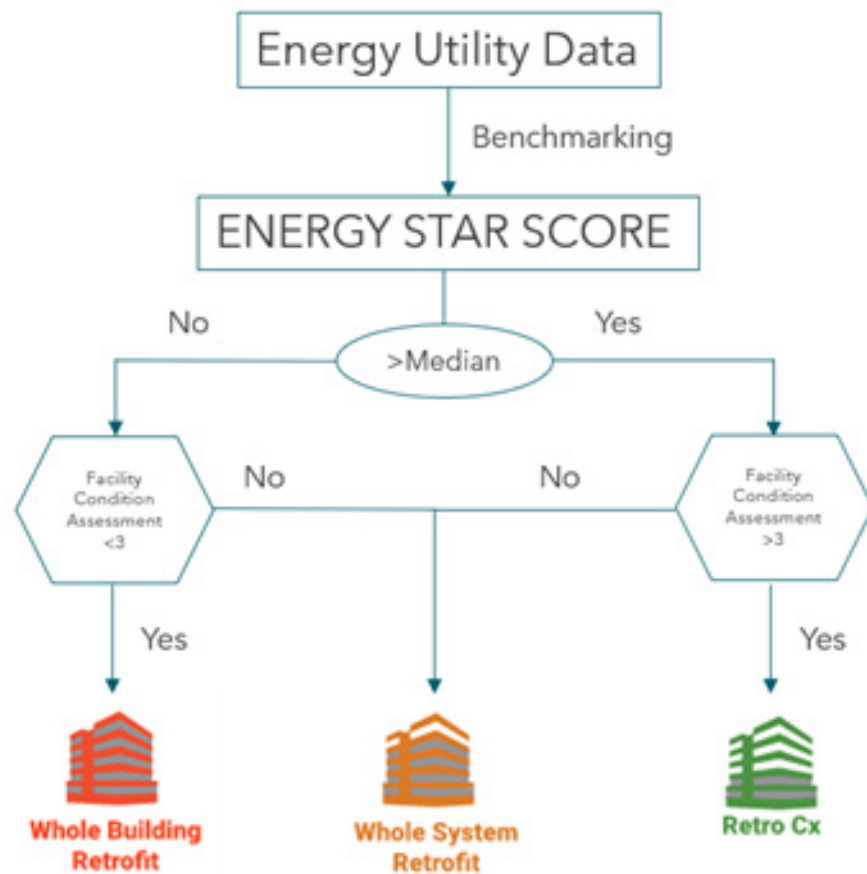 Energy Utility Data
Benchmarking
ENERGY STAR SCORE
No
Yes
>Median
Facility
Condition
Assessment
<3
No
No
Facility
Condition
Assessment
>3
Yes
Yes
Whole Building
Retrofit
Whole System
Retrofit
Retro Cx